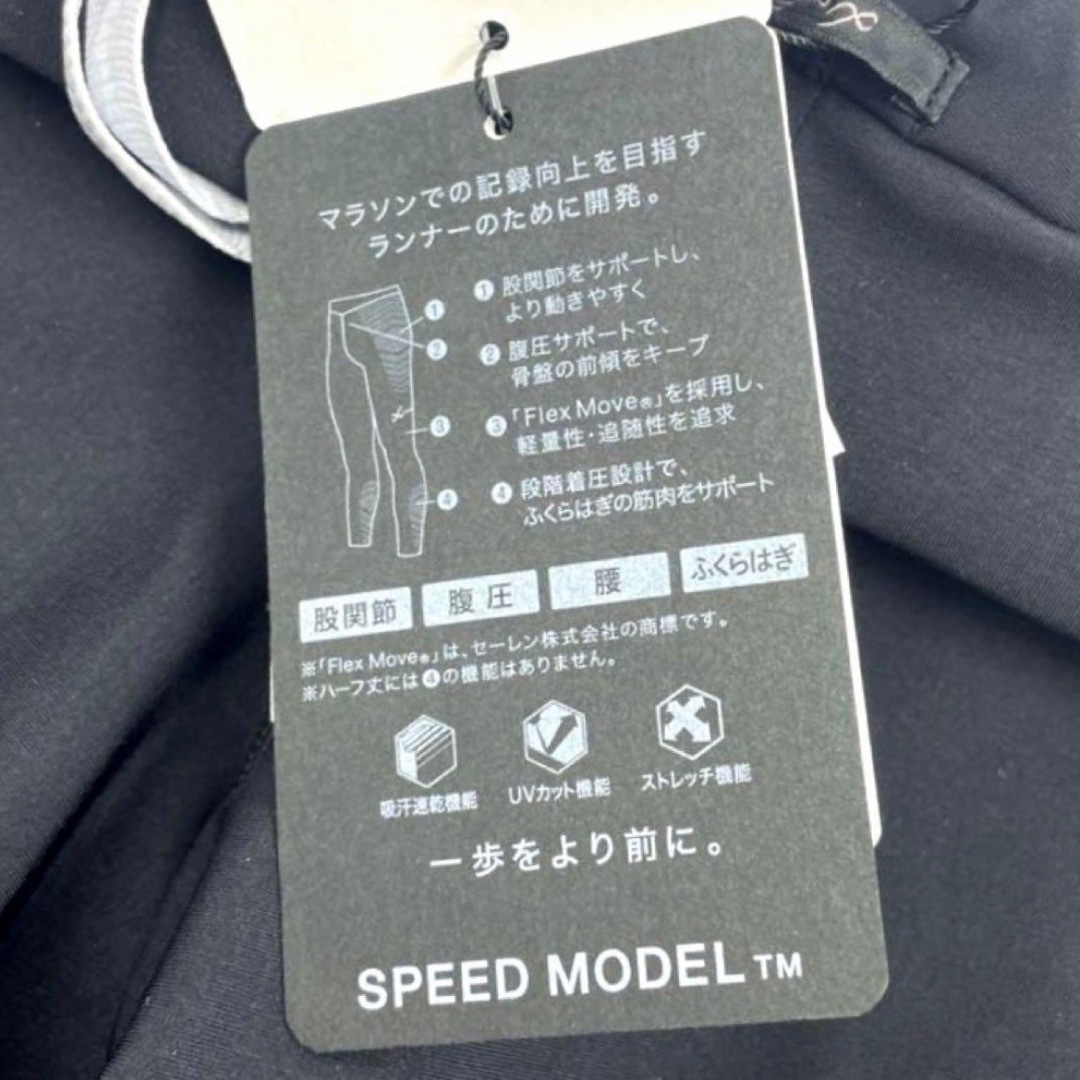 マラソンでの記録向上を目指す
ランナーのために開発。
① 股関節をサポートし、
より動きやすく
② 腹圧サポートで、
骨盤の前傾をキープ
③ 「Flex Move®」を採用し、
軽量性・追随性を追求
④ 段階着圧設計で、
ふくらはぎの筋肉をサポート
①
②
③
④
股関節 腹圧 腰 ふくらはぎ
※「Flex Move®」は、セーレン株式会社の商標です。
※ハーフ丈には④の機能はありません。
吸汗速乾機能 UVカット機能 ストレッチ機能
一歩をより前に。
SPEED MODEL TM